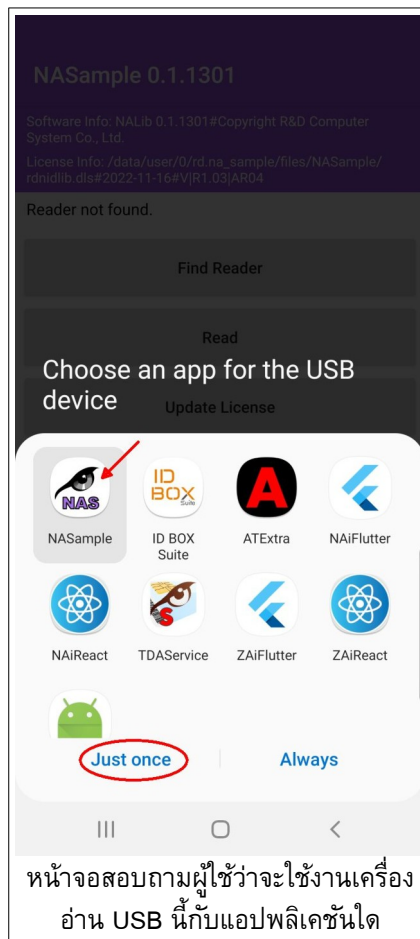 NASample 0.1.1301
Software Info: NALib 0.1.1301#Copyright R&D Computer
System Co., Ltd.
License Info: /data/user/0/rd.na_sample/files/NASample/
rdnidlib.dls#2022-11-16#V|R1.03|AR04
Reader not found.
Find Reader
Read
Update License
Choose an app for the USB
device
NAS
ID
BOX
Suite
A
S
NASample
ID BOX
Suite
ATExtra
NAiFlutter
NAiReact
TDAService
ZAiFlutter
ZAiReact
Just once
Always
หน้าจอสอบถามผู้ใช้ว่าจะใช้งานเครื่อง
อ่าน USB นี้กับแอปพลิเคชันใด